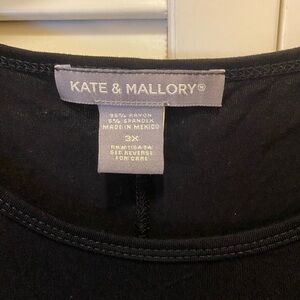 KATE & MALLORY®
95% RAYON
5% SPANDEX
MADE IN MEXICO
3X
SEE REVERSE
FOR CARE